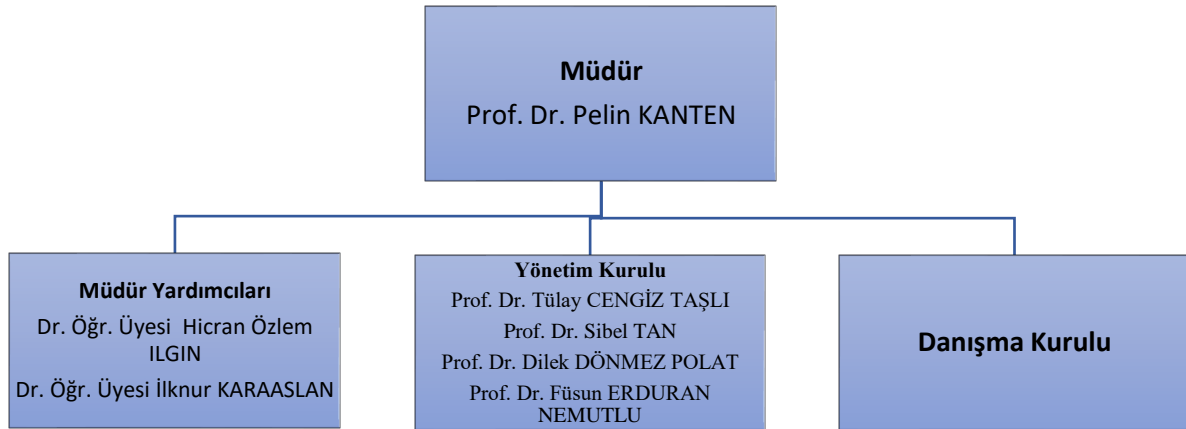 Müdür
Prof. Dr. Pelin KANTEN
Müdür Yardımcıları
Dr. Öğr. Üyesi Hicran Özlem
ILGIN
Dr. Öğr. Üyesi İlknur KARAASLAN
Yönetim Kurulu
Prof. Dr. Tülay CENGİZ TAŞLI
Prof. Dr. Sibel TAN
Prof. Dr. Dilek DÖNMEZ POLAT
Prof. Dr. Füsun ERDURAN
NEMUTLU
Danışma Kurulu